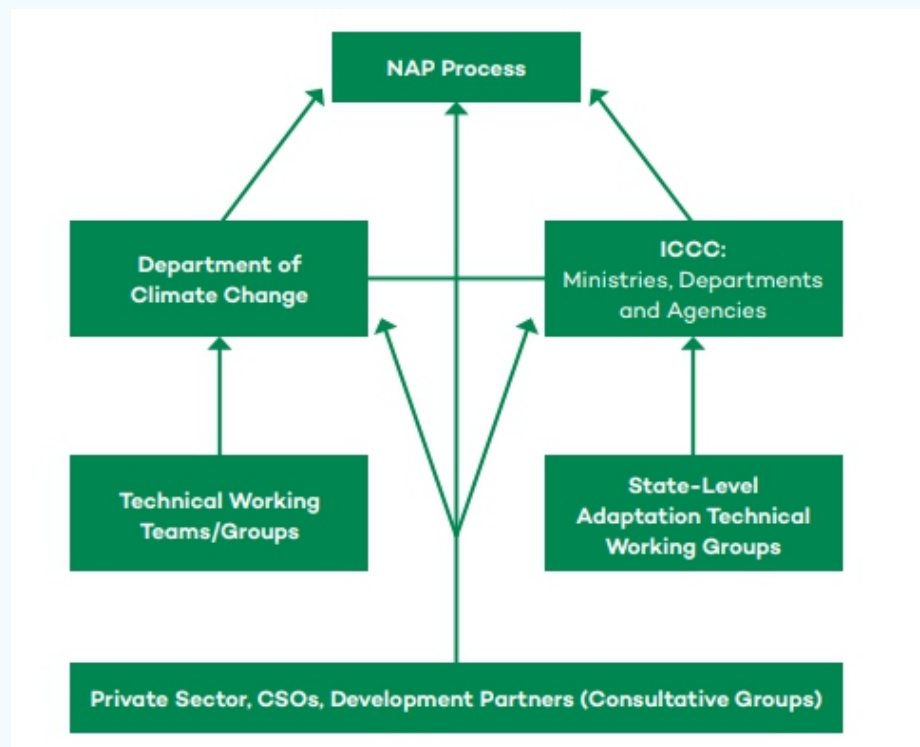 NAP Process
Department of
Climate Change
ICCC:
Ministries, Departments
and Agencies
Technical Working
Teams/Groups
State-Level
Adaptation Technical
Working Groups
Private Sector, CSOs, Development Partners (Consultative Groups)